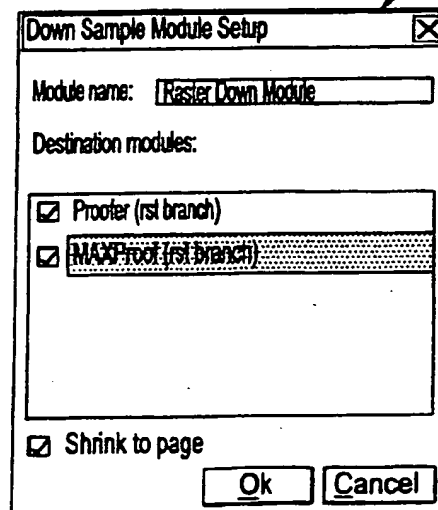 Down Sample Module Setup
Module name: Raster Down Module
Destination modules:
Proofer (rst branch)
MAXProof (rst branch)
Shrink to page
Ok Cancel